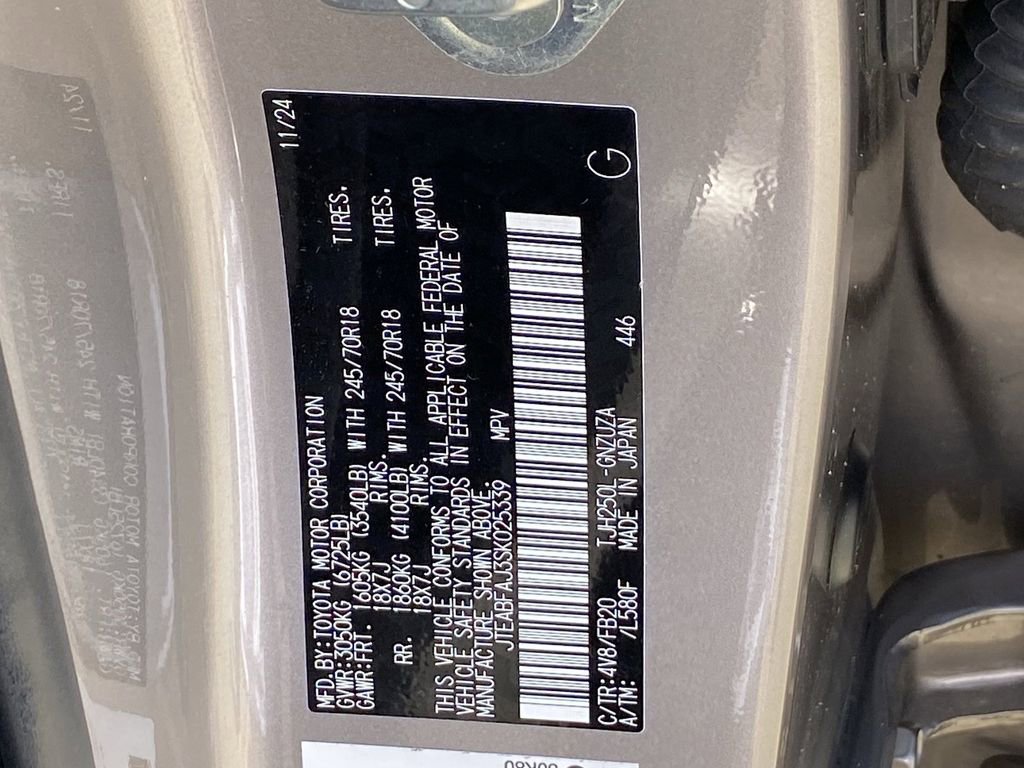 MFD.BY:TOYOTA MOTOR CORPORATION 11/24
GVWR:3050KG (6725LB)
GAWR:FRT. 1605KG (3540LB) WITH 245/70R18 TIRES.
18X7J RIMS.
RR. 1860KG (4100LB) WITH 245/70R18 TIRES.
18X7J RIMS.
THIS VEHICLE CONFORMS TO ALL APPLICABLE FEDERAL MOTOR
VEHICLE SAFETY STANDARDS IN EFFECT ON THE DATE OF
MANUFACTURE SHOWN ABOVE.
JTEABFAJ3SK025339 MPV
C/TR:4V8/FB20 TJH250L-GNZUZA 446 G
A/TM: /L580F MADE IN JAPAN